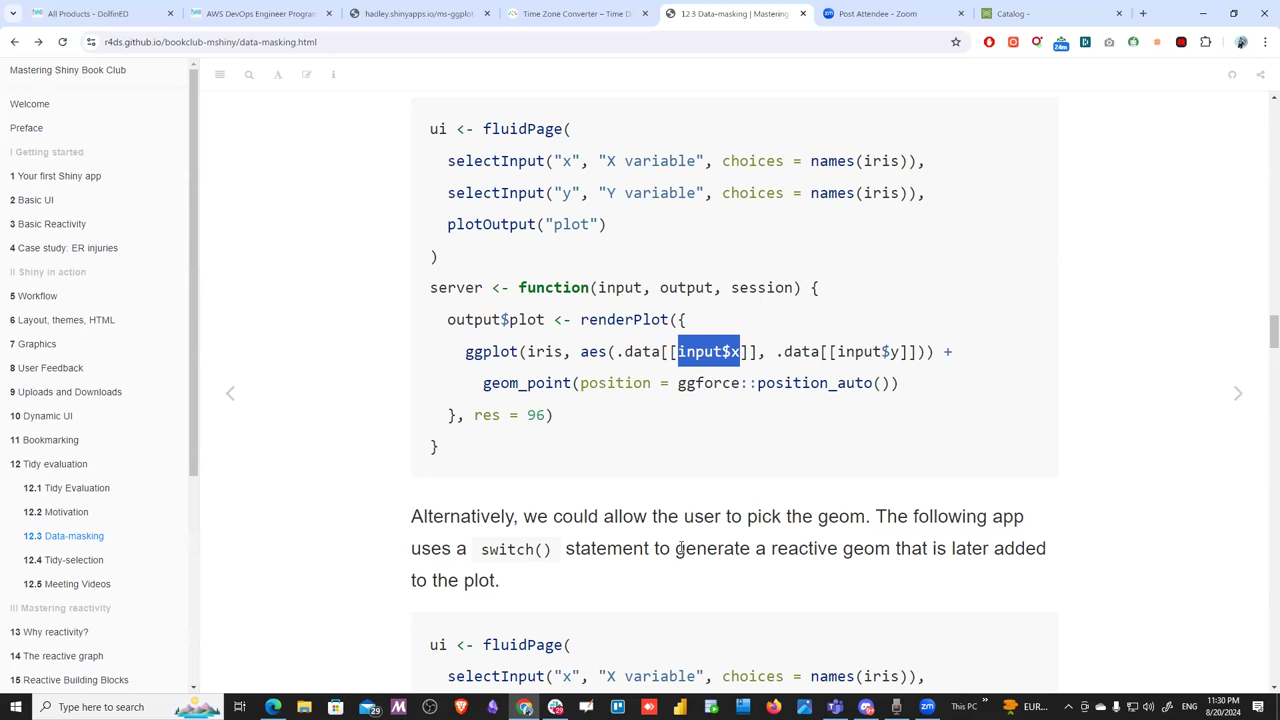 All Products - DolfinED
AWS DevOps Engineer Program
hadley.shinyapps.io/ms-ggplot
Time Zone Converter – Time D
12.3 Data-masking | Mastering
Post Attendee - Zoom
Catalog -
r4ds.github.io/bookclub-mshiny/data-masking.html
24m
Mastering Shiny Book Club
Welcome
Preface
I Getting started
1 Your first Shiny app
2 Basic UI
3 Basic Reactivity
4 Case study: ER injuries
II Shiny in action
5 Workflow
6 Layout, themes, HTML
7 Graphics
8 User Feedback
9 Uploads and Downloads
10 Dynamic UI
11 Bookmarking
12 Tidy evaluation
12.1 Tidy Evaluation
12.2 Motivation
12.3 Data-masking
12.4 Tidy-selection
12.5 Meeting Videos
III Mastering reactivity
13 Why reactivity?
14 The reactive graph
15 Reactive Building Blocks
ui <- fluidPage(
selectInput("x", "X variable", choices = names(iris)),
selectInput("y", "Y variable", choices = names(iris)),
plotOutput("plot")
)
server <- function(input, output, session) {
output$plot <- renderPlot({
ggplot(iris, aes(.data[[input$x]], .data[[input$y]])) +
geom_point(position = ggforce::position_auto())
}, res = 96)
}
Alternatively, we could allow the user to pick the geom. The following app
uses a switch() statement to generate a reactive geom that is later added
to the plot.
ui <- fluidPage(
selectInput("x", "X variable", choices = names(iris)),
Type here to search
29
This PC
EUR...
11:30 PM
8/20/2024